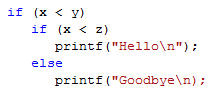 if (x < y)
if (x < z)
printf("Hello\n");
else
printf("Goodbye\n);